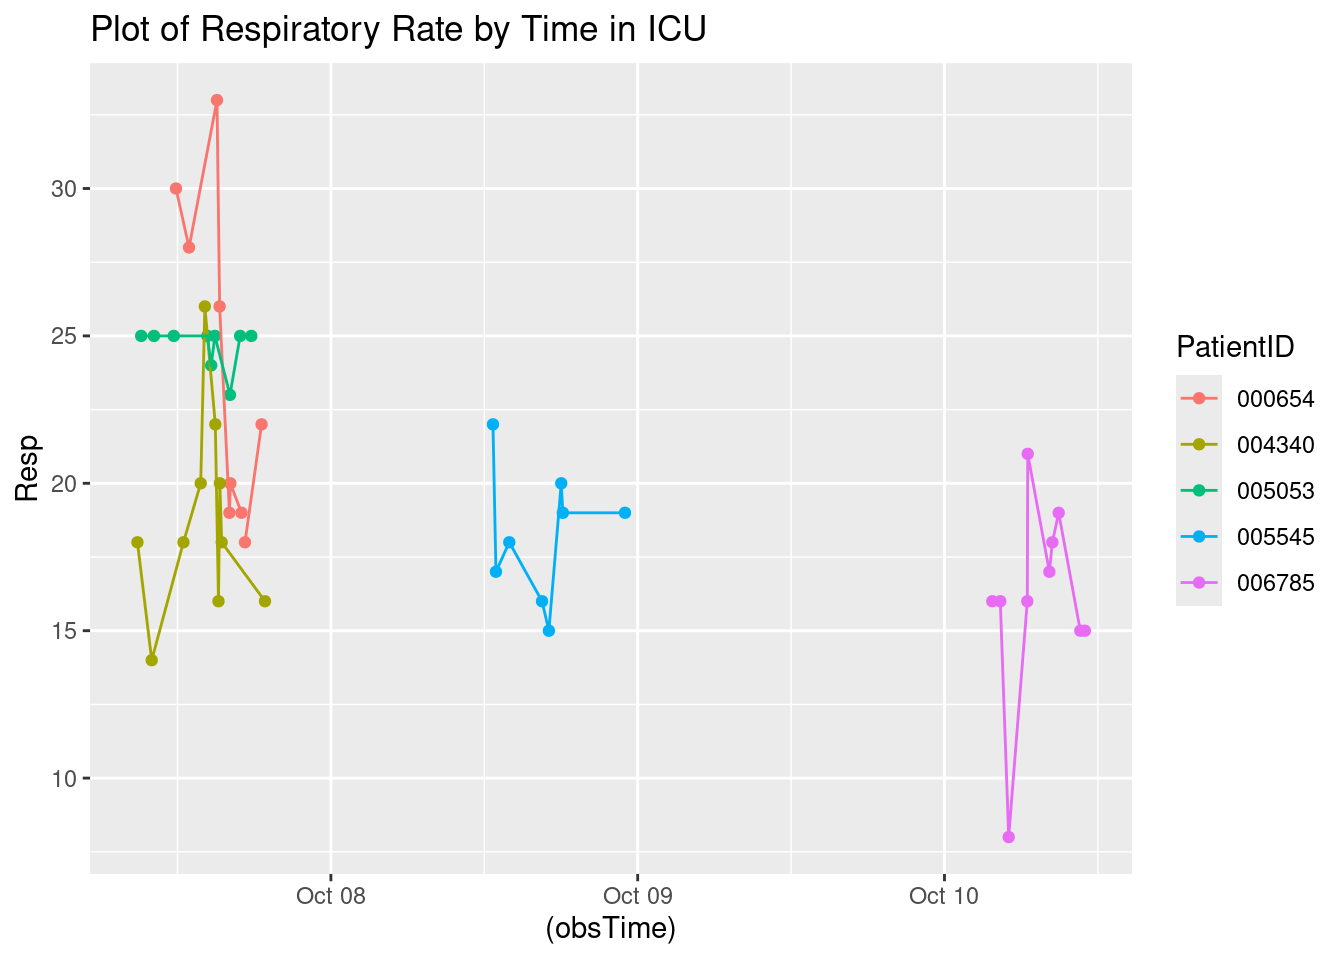 Plot of Respiratory Rate by Time in ICU
30
25
20
15
10
Resp
Oct 08
Oct 09
Oct 10
(obsTime)
PatientID
000654
004340
005053
005545
006785